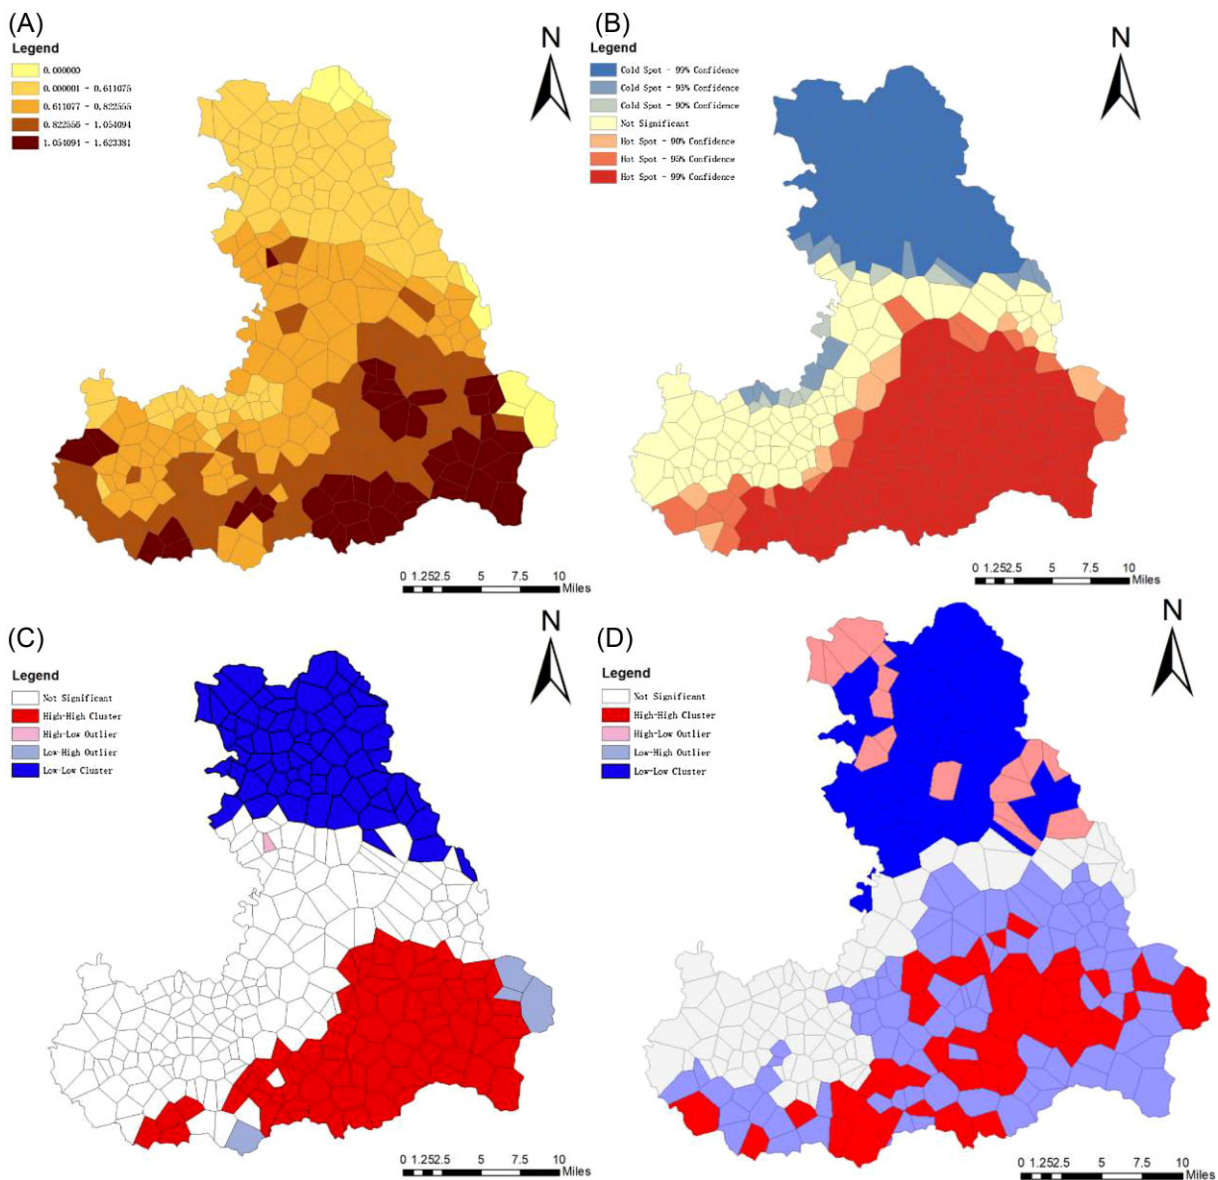 (A)
Legend
0.000000
0.000001 - 0.611076
0.611077 - 0.822555
0.822556 - 1.054094
1.054094 - 1.623381
N
0 1.252.5 5 7.5 10
Miles
(B)
Legend
Cold Spot - 99% Confidence
Cold Spot - 95% Confidence
Cold Spot - 90% Confidence
Not Significant
Hot Spot - 90% Confidence
Hot Spot - 95% Confidence
Hot Spot - 99% Confidence
N
0 1.252.5 5 7.5 10
Miles
(C)
Legend
Not Significant
High-High Cluster
High-Low Outlier
Low-High Outlier
Low-Low Cluster
N
0 1.252.5 5 7.5 10
Miles
(D)
Legend
Not Significant
High-High Cluster
High-Low Outlier
Low-High Outlier
Low-Low Cluster
N
0 1.252.5 5 7.5 10
Miles